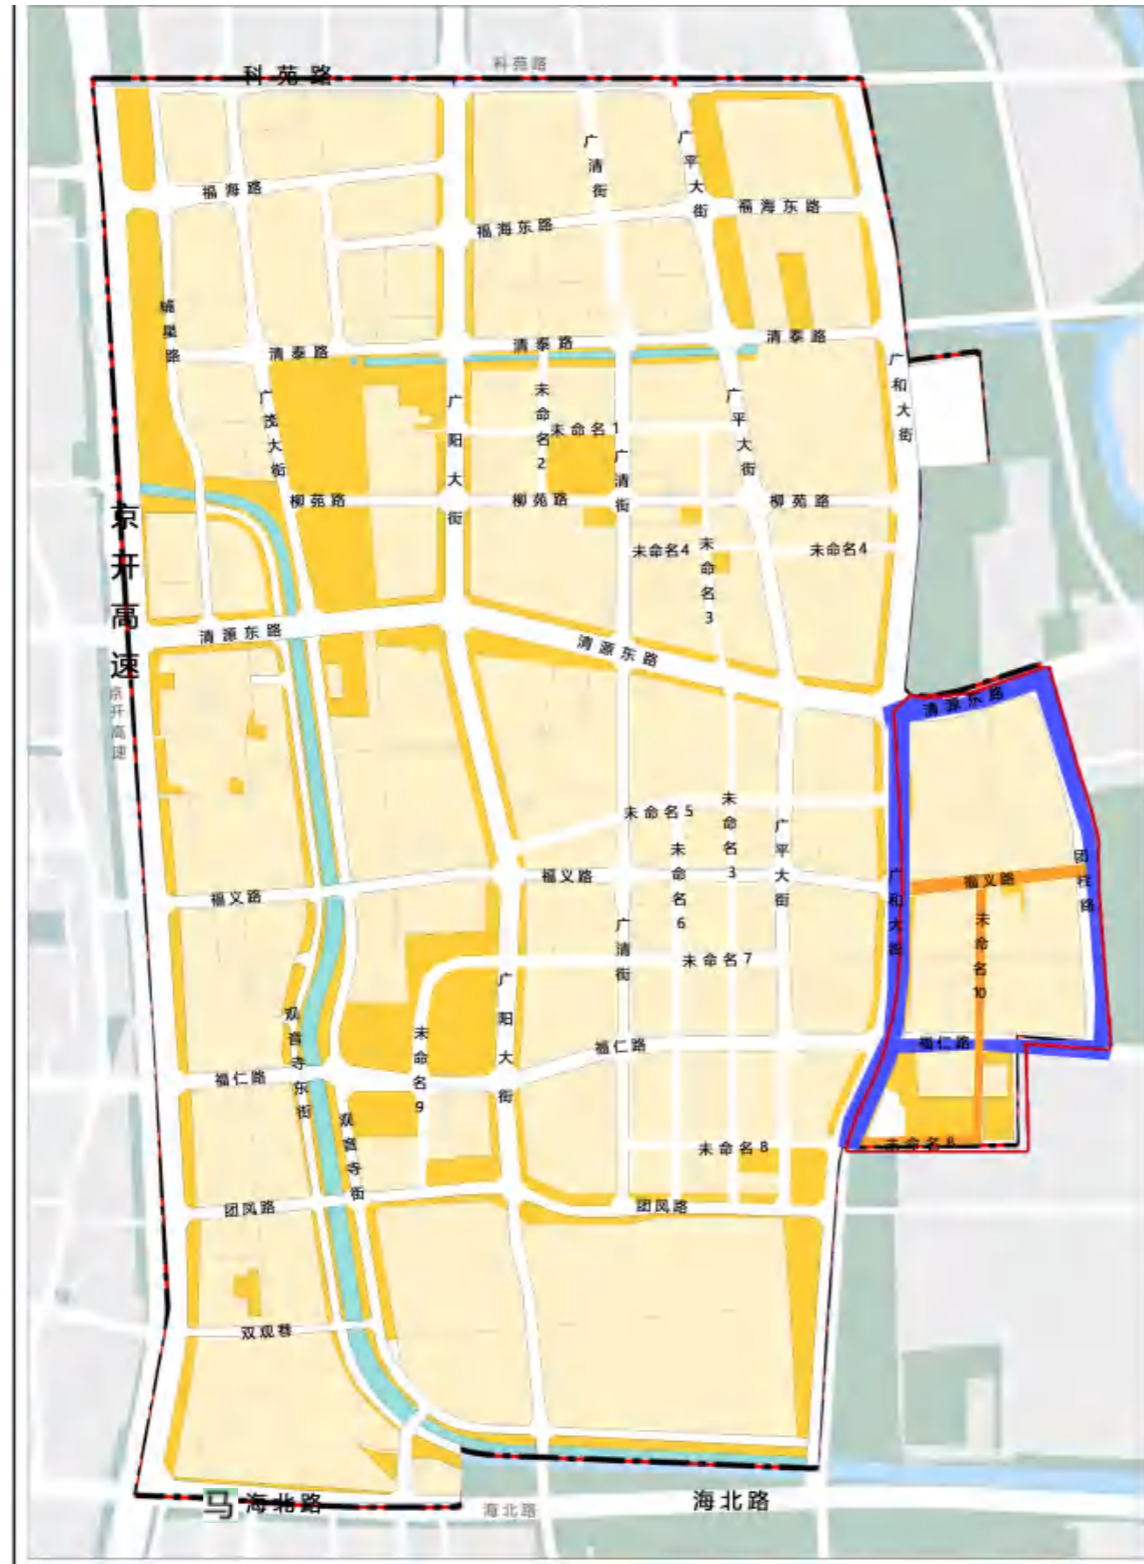 科苑路
科苑路
广清街
广平大街
福海路
福海东路
福海东路
清泰路
清泰路
清泰路
广和大街
广茂大街
广阳大街
未命名2
未命名1
广平大街
广清街
柳苑路
柳苑路
柳苑路
未命名4
未命名3
未命名4
京开高速
清源东路
清源东路
清源东路
京开高速
未命名5
未命名3
广平大街
未命名6
福义路
福义路
福义路
团桂路
广和大街
广清街
未命名10
未命名7
广阳大街
观音寺东街
未命名9
福仁路
福仁路
福仁路
观音寺街
未命名8
未命名8
团凤路
团凤路
双观巷
马
海北路
海北路
海北路